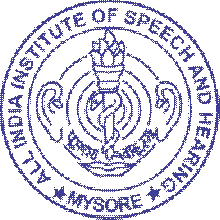 ALL INDIA INSTITUTE OF SPEECH AND HEARING
★ MYSORE ★